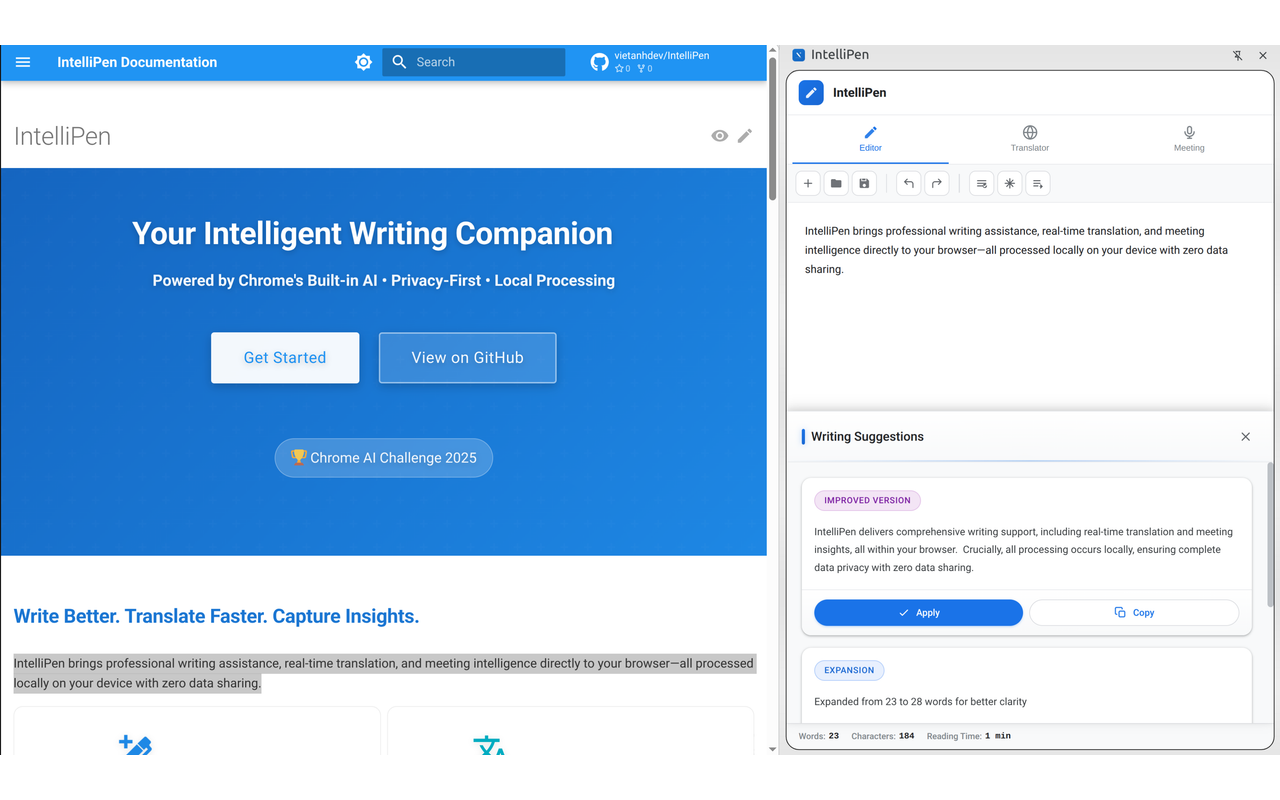 IntelliPen Documentation
Search
vietanhdev/IntelliPen
0 0
IntelliPen
Your Intelligent Writing Companion
Powered by Chrome's Built-in AI • Privacy-First • Local Processing
Get Started
View on GitHub
🏆 Chrome AI Challenge 2025
Write Better. Translate Faster. Capture Insights.
IntelliPen brings professional writing assistance, real-time translation, and meeting intelligence directly to your browser—all processed
locally on your device with zero data sharing.
IntelliPen
IntelliPen
Editor
Translator
Meeting
IntelliPen brings professional writing assistance, real-time translation, and meeting
intelligence directly to your browser—all processed locally on your device with zero data
sharing.
Writing Suggestions
IMPROVED VERSION
IntelliPen delivers comprehensive writing support, including real-time translation and meeting
insights, all within your browser. Crucially, all processing occurs locally, ensuring complete
data privacy with zero data sharing.
Apply
Copy
EXPANSION
Expanded from 23 to 28 words for better clarity
Words: 23 Characters: 184 Reading Time: 1 min